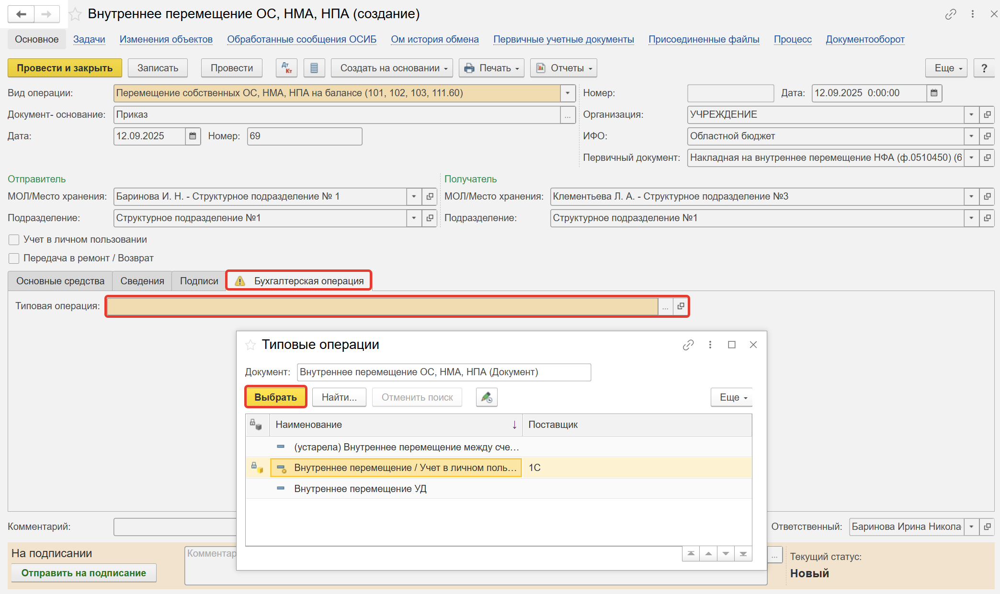 Внутреннее перемещение ОС, НМА, НПА (создание)
Основное Задачи Изменения объектов Обработанные сообщения ОСИБ Ом история обмена Первичные учетные документы Присоединенные файлы Процесс Документооборот
Провести и закрыть Записать Провести Дт Кт Создать на основании Печать Отчеты Еще ?
Вид операции: Перемещение собственных ОС, НМА, НПА на балансе (101, 102, 103, 111.60) Номер: Дата: 12.09.2025 0:00:00
Документ- основание: Приказ ... Организация: УЧРЕЖДЕНИЕ
Дата: 12.09.2025 Номер: 69 ИФО: Областной бюджет
Первичный документ: Накладная на внутреннее перемещение НФА (ф.0510450) (6
Отправитель Получатель
МОЛ/Место хранения: Баринова И. Н. - Структурное подразделение № 1 МОЛ/Место хранения: Клементьева Л. А. - Структурное подразделение №3
Подразделение: Структурное подразделение №1 Подразделение: Структурное подразделение №1
Учет в личном пользовании
Передача в ремонт / Возврат
Основные средства Сведения Подписи Бухгалтерская операция
Типовая операция: ...
Типовые операции
Документ: Внутреннее перемещение ОС, НМА, НПА (Документ)
Выбрать Найти... Отменить поиск Еще
Наименование ↓ Поставщик
(устарела) Внутреннее перемещение между сче...
Внутреннее перемещение / Учет в личном поль... 1С
Внутреннее перемещение УД
Комментарий: Ответственный: Баринова Ирина Никола
На подписании Комментар ... Текущий статус:
Отправить на подписание Новый